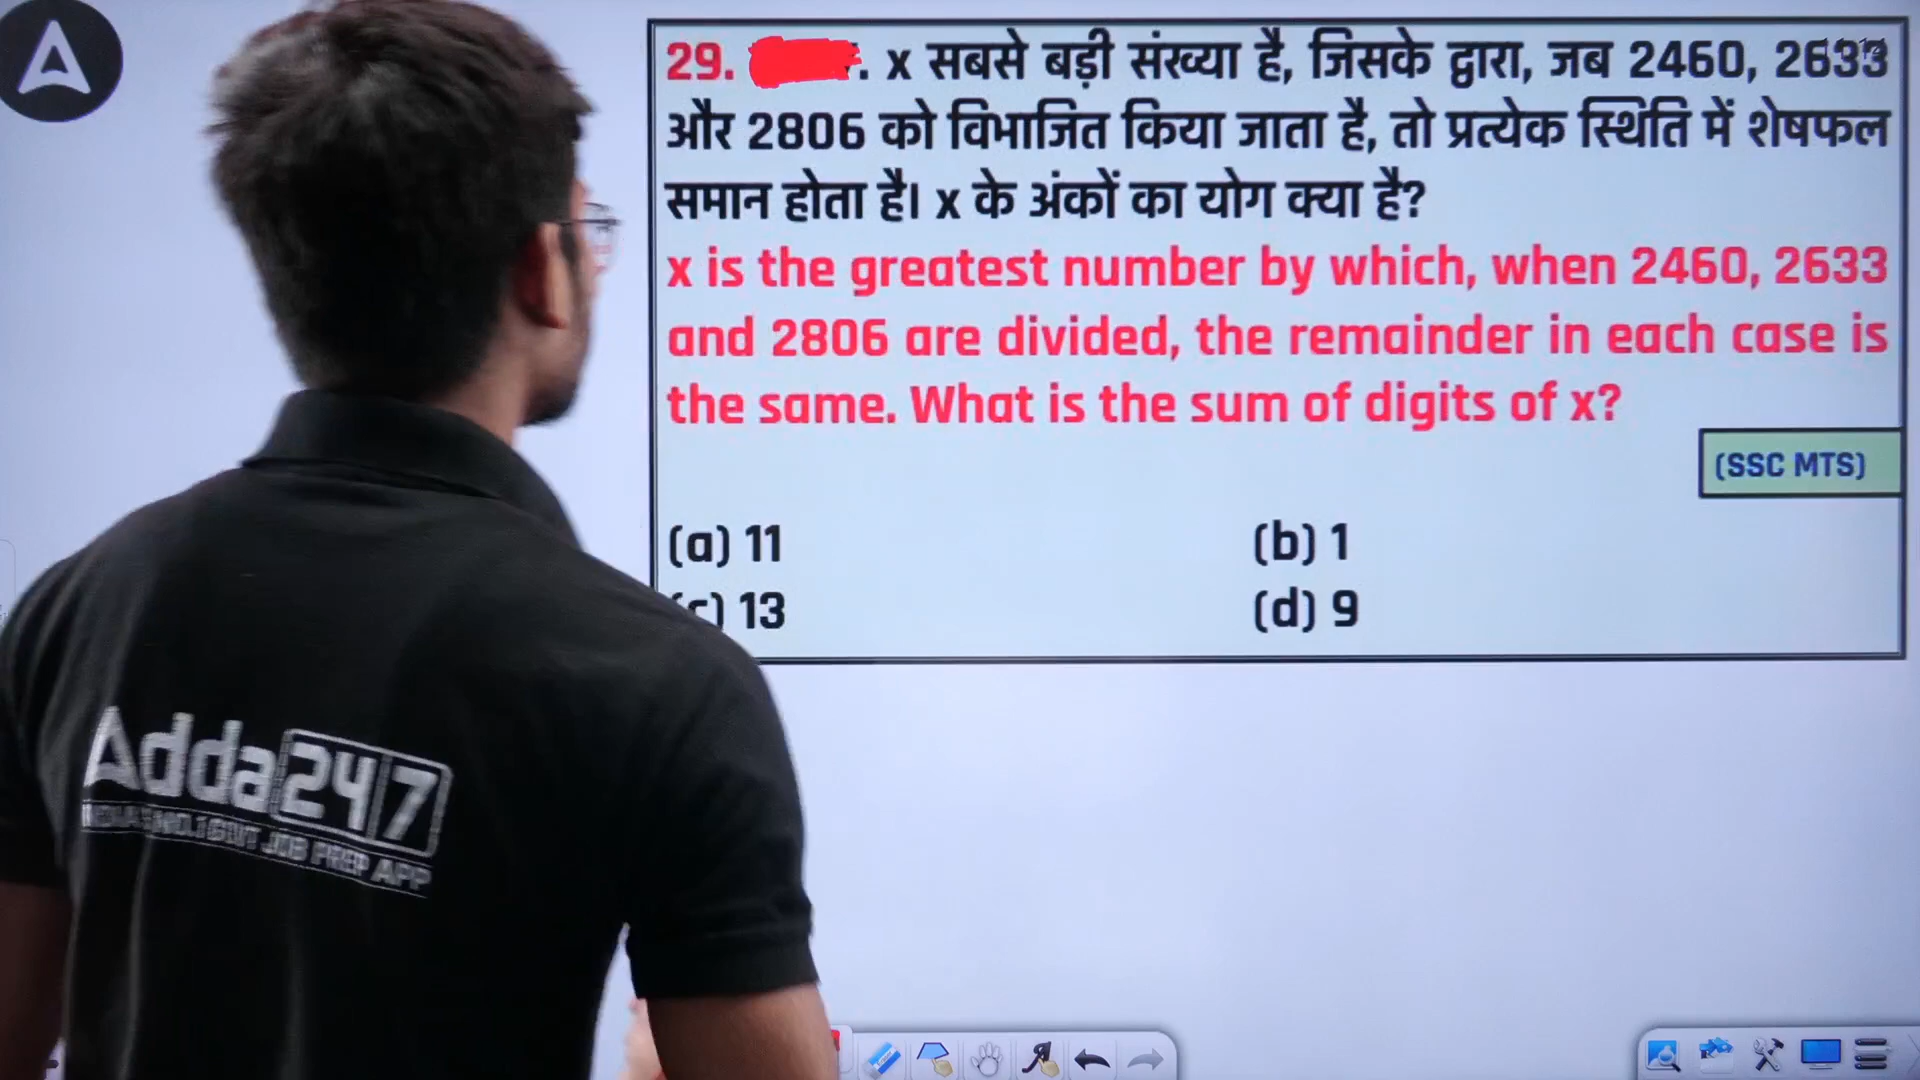 29. . x सबसे बड़ी संख्या है, जिसके द्वारा, जब 2460, 2633
और 2806 को विभाजित किया जाता है, तो प्रत्येक स्थिति में शेषफल
समान होता है। x के अंकों का योग क्या है?
x is the greatest number by which, when 2460, 2633
and 2806 are divided, the remainder in each case is
the same. What is the sum of digits of x?
(SSC MTS)
(a) 11
(b) 1
(c) 13
(d) 9
Adda247